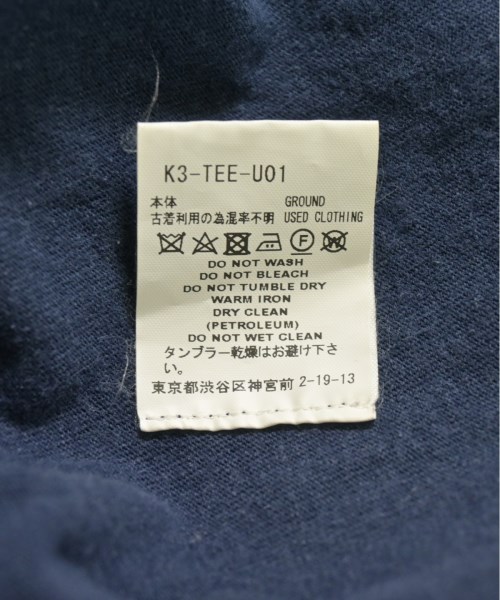 K3-TEE-U01
本体 GROUND
古着利用の為混率不明 USED CLOTHING
DO NOT WASH
DO NOT BLEACH
DO NOT TUMBLE DRY
WARM IRON
DRY CLEAN
(PETROLEUM)
DO NOT WET CLEAN
タンブラー乾燥はお避け下さ
い。
東京都渋谷区神宮前 2-19-13